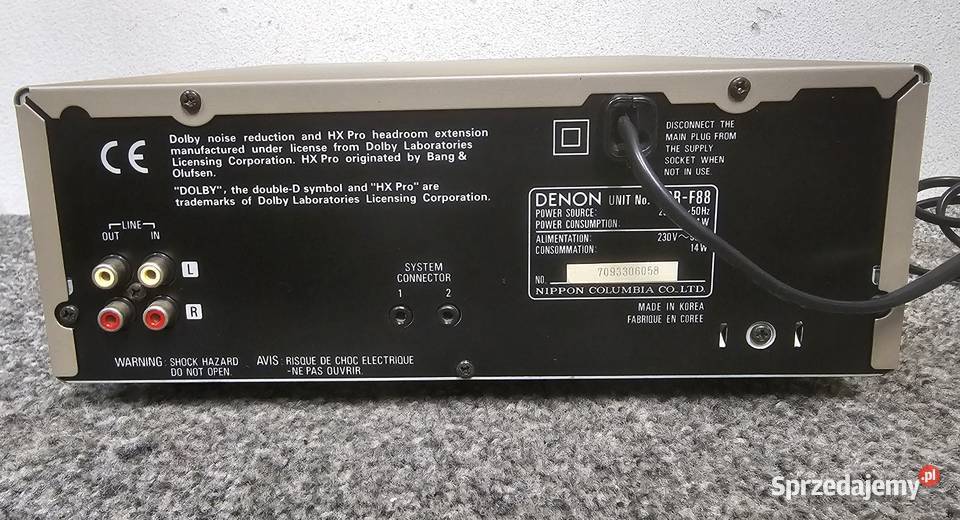 CE
Dolby noise reduction and HX Pro headroom extension
manufactured under license from Dolby Laboratories
Licensing Corporation. HX Pro originated by Bang &
Olufsen.
"DOLBY", the double-D symbol and "HX Pro" are
trademarks of Dolby Laboratories Licensing Corporation.
DISCONNECT THE
MAIN PLUG FROM
THE SUPPLY
SOCKET WHEN
NOT IN USE.
DENON UNIT No. R-F88
POWER SOURCE: 50Hz
POWER CONSUMPTION: W
ALIMENTATION: 230V~
CONSOMMATION: 14W
NO. 7093306058
NIPPON COLUMBIA CO., LTD.
MADE IN KOREA
FABRIQUE EN COREE
LINE
OUT IN
L
R
SYSTEM
CONNECTOR
1 2
WARNING: SHOCK HAZARD
DO NOT OPEN.
AVIS: RISQUE DE CHOC ELECTRIQUE
-NE PAS OUVRIR.
Sprzedajemy.pl